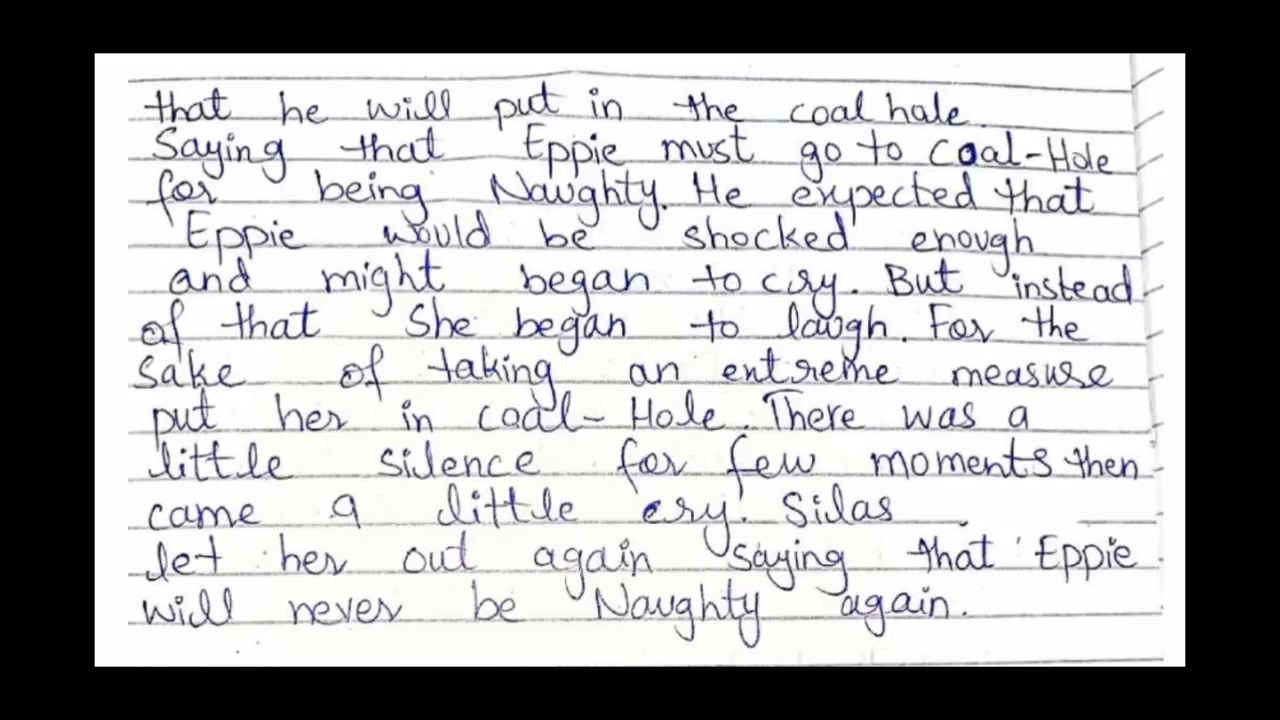 that he will put in the coal hale.
Saying that Eppie must go to Coal-Hole
for being Naughty. He expected that
Eppie would be shocked enough
and might began to cry. But instead
of that She began to laugh. For the
Sake of taking an extreme measure
put her in coal-Hole. There was a
little silence for few moments then
came a little cry. Silas
let her out again saying that Eppie
will never be Naughty again.